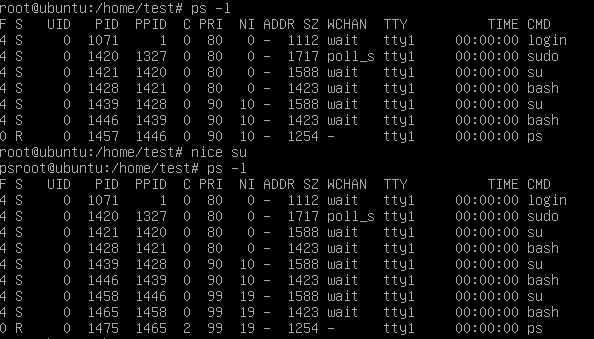 root@ubuntu:/home/test# ps -l
F S   UID   PID  PPID  C PRI  NI ADDR SZ WCHAN  TTY          TIME CMD
4 S     0  1071     1  0  80   0 -  1112 wait   tty1     00:00:00 login
4 S     0  1420  1327  0  80   0 -  1717 poll_s tty1     00:00:00 sudo
4 S     0  1421  1420  0  80   0 -  1588 wait   tty1     00:00:00 su
4 S     0  1428  1421  0  80   0 -  1423 wait   tty1     00:00:00 bash
4 S     0  1439  1428  0  90  10 -  1588 wait   tty1     00:00:00 su
4 S     0  1446  1439  0  90  10 -  1423 wait   tty1     00:00:00 bash
0 R     0  1457  1446  0  90  10 -  1254 -      tty1     00:00:00 ps
root@ubuntu:/home/test# nice su
psroot@ubuntu:/home/test# ps -l
F S   UID   PID  PPID  C PRI  NI ADDR SZ WCHAN  TTY          TIME CMD
4 S     0  1071     1  0  80   0 -  1112 wait   tty1     00:00:00 login
4 S     0  1420  1327  0  80   0 -  1717 poll_s tty1     00:00:00 sudo
4 S     0  1421  1420  0  80   0 -  1588 wait   tty1     00:00:00 su
4 S     0  1428  1421  0  80   0 -  1423 wait   tty1     00:00:00 bash
4 S     0  1439  1428  0  90  10 -  1588 wait   tty1     00:00:00 su
4 S     0  1446  1439  0  90  10 -  1423 wait   tty1     00:00:00 bash
4 S     0  1458  1446  0  99  19 -  1588 wait   tty1     00:00:00 su
4 S     0  1465  1458  0  99  19 -  1423 wait   tty1     00:00:00 bash
0 R     0  1475  1465  2  99  19 -  1254 -      tty1     00:00:00 ps